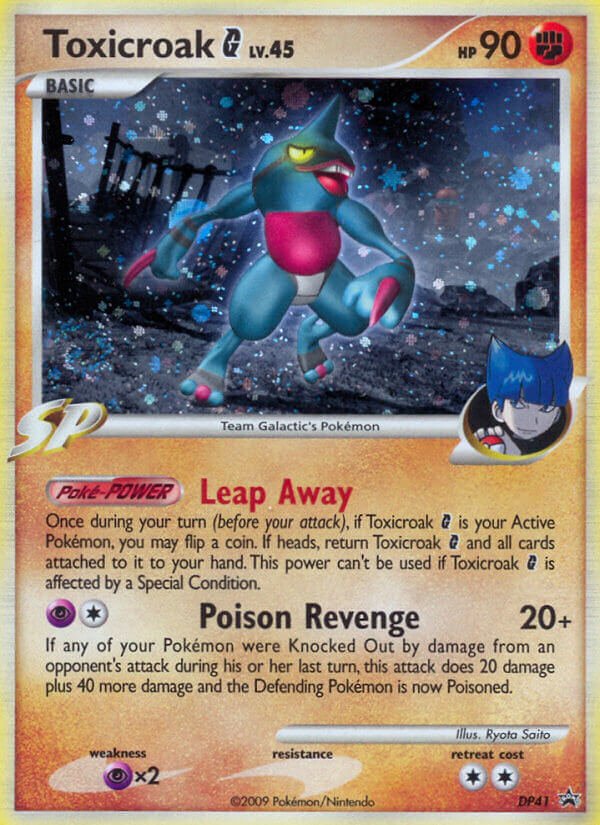 Toxicroak G LV.45 HP 90
BASIC
SP
Team Galactic's Pokémon
Poké-POWER Leap Away
Once during your turn (before your attack), if Toxicroak G is your Active
Pokémon, you may flip a coin. If heads, return Toxicroak G and all cards
attached to it to your hand. This power can't be used if Toxicroak G is
affected by a Special Condition.
Poison Revenge 20+
If any of your Pokémon were Knocked Out by damage from an
opponent's attack during his or her last turn, this attack does 20 damage
plus 40 more damage and the Defending Pokémon is now Poisoned.
Illus. Ryota Saito
weakness resistance retreat cost
×2
©2009 Pokémon/Nintendo DP41